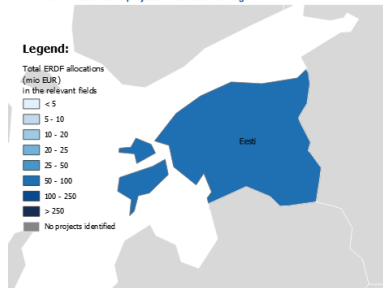 Legend:
Total ERDF allocations
(mio EUR)
in the relevant fields
< 5
5 - 10
10 - 20
20 - 25
25 - 50
50 - 100
100 - 250
> 250
No projects identified
Eesti